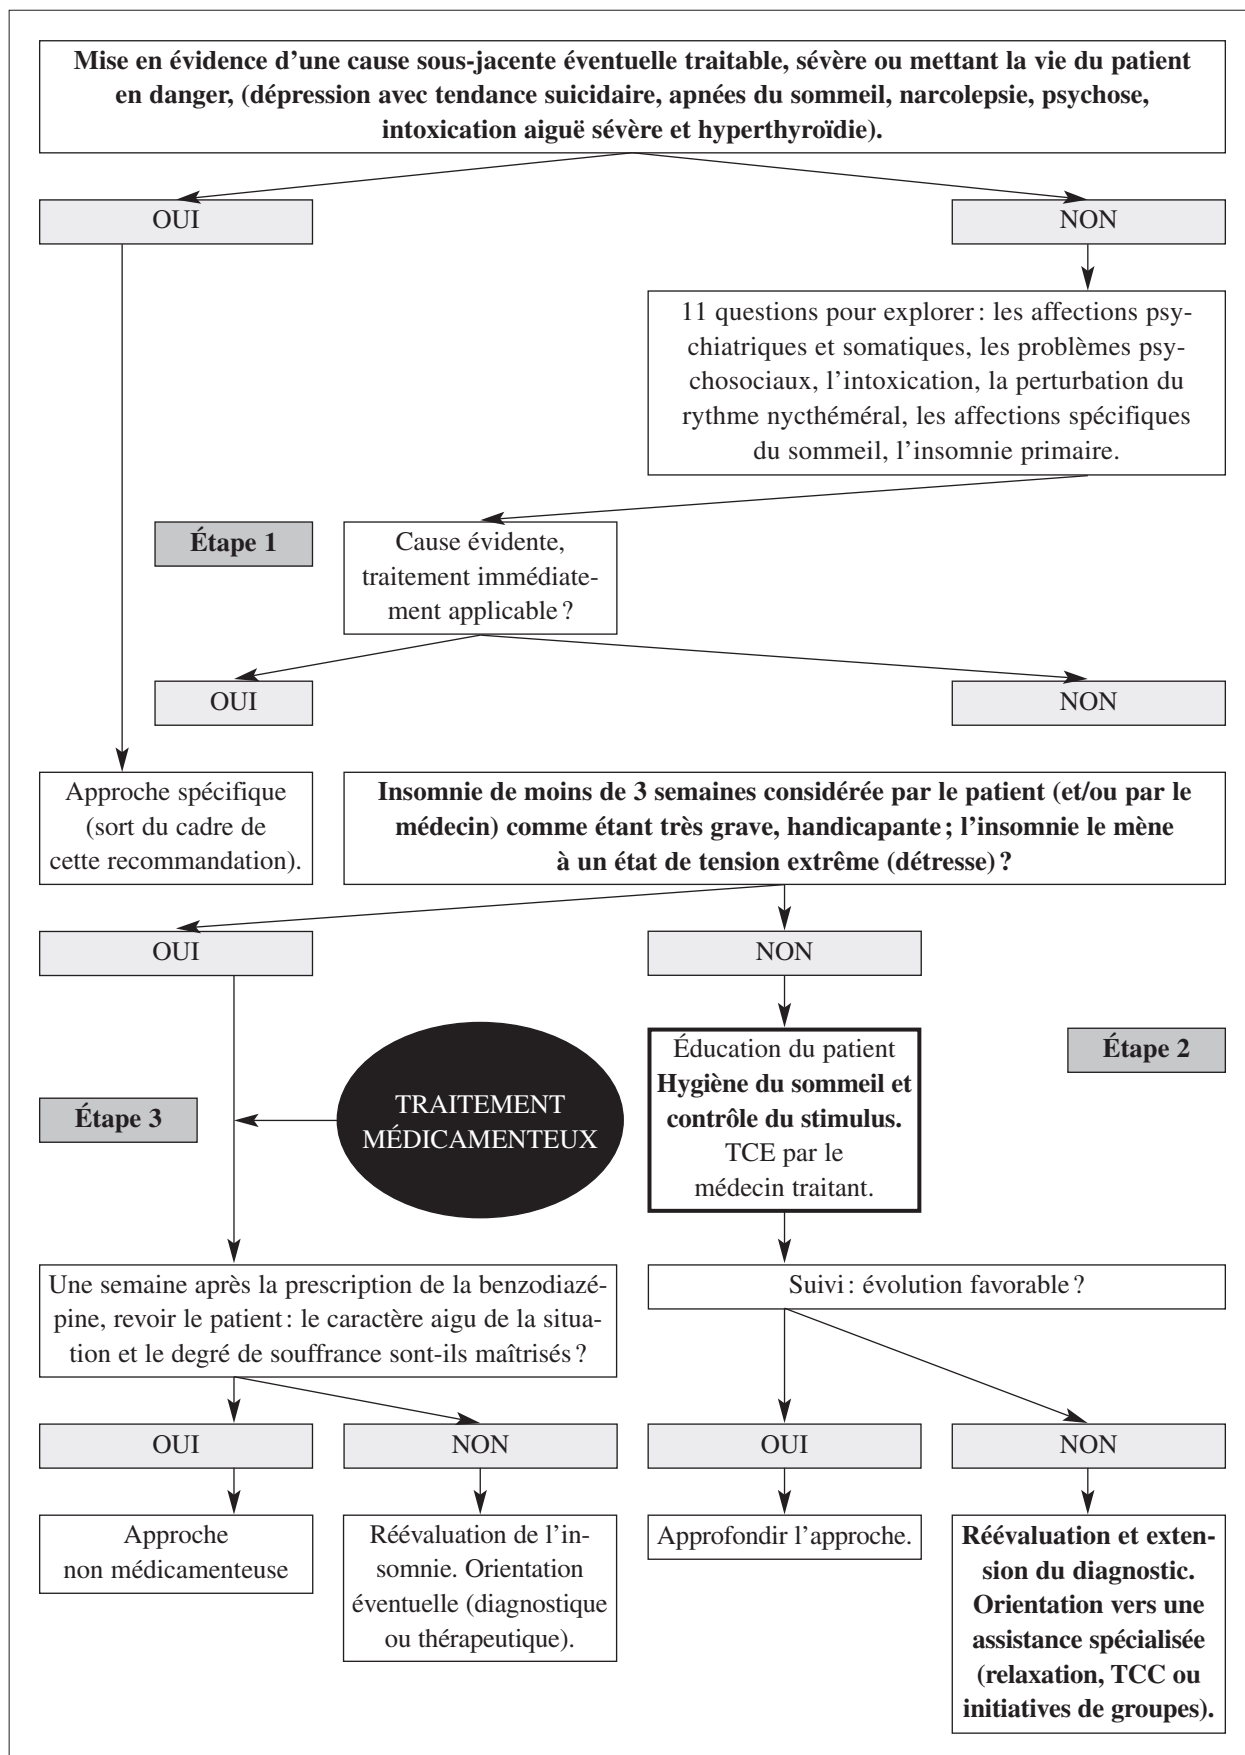 Mise en évidence d’une cause sous-jacente éventuelle traitable, sévère ou mettant la vie du patient
en danger, (dépression avec tendance suicidaire, apnées du sommeil, narcolepsie, psychose,
intoxication aiguë sévère et hyperthyroïdie).
OUI
NON
11 questions pour explorer : les affections psy-
chiatriques et somatiques, les problèmes psy-
chosociaux, l’intoxication, la perturbation du
rythme nycthéméral, les affections spécifiques
du sommeil, l’insomnie primaire.
Étape 1
Cause évidente,
traitement immédiate-
ment applicable ?
OUI
NON
Approche spécifique
(sort du cadre de
cette recommandation).
Insomnie de moins de 3 semaines considérée par le patient (et/ou par le
médecin) comme étant très grave, handicapante ; l’insomnie le mène
à un état de tension extrême (détresse) ?
OUI
NON
Éducation du patient
Hygiène du sommeil et
contrôle du stimulus.
TCE par le
médecin traitant.
Étape 2
Étape 3
TRAITEMENT
MÉDICAMENTEUX
Une semaine après la prescription de la benzodiazé-
pine, revoir le patient : le caractère aigu de la situa-
tion et le degré de souffrance sont-ils maîtrisés ?
Suivi : évolution favorable ?
OUI
NON
OUI
NON
Approche
non médicamenteuse
Réévaluation de l’in-
somnie. Orientation
éventuelle (diagnostique
ou thérapeutique).
Approfondir l’approche.
Réévaluation et exten-
sion du diagnostic.
Orientation vers une
assistance spécialisée
(relaxation, TCC ou
initiatives de groupes).